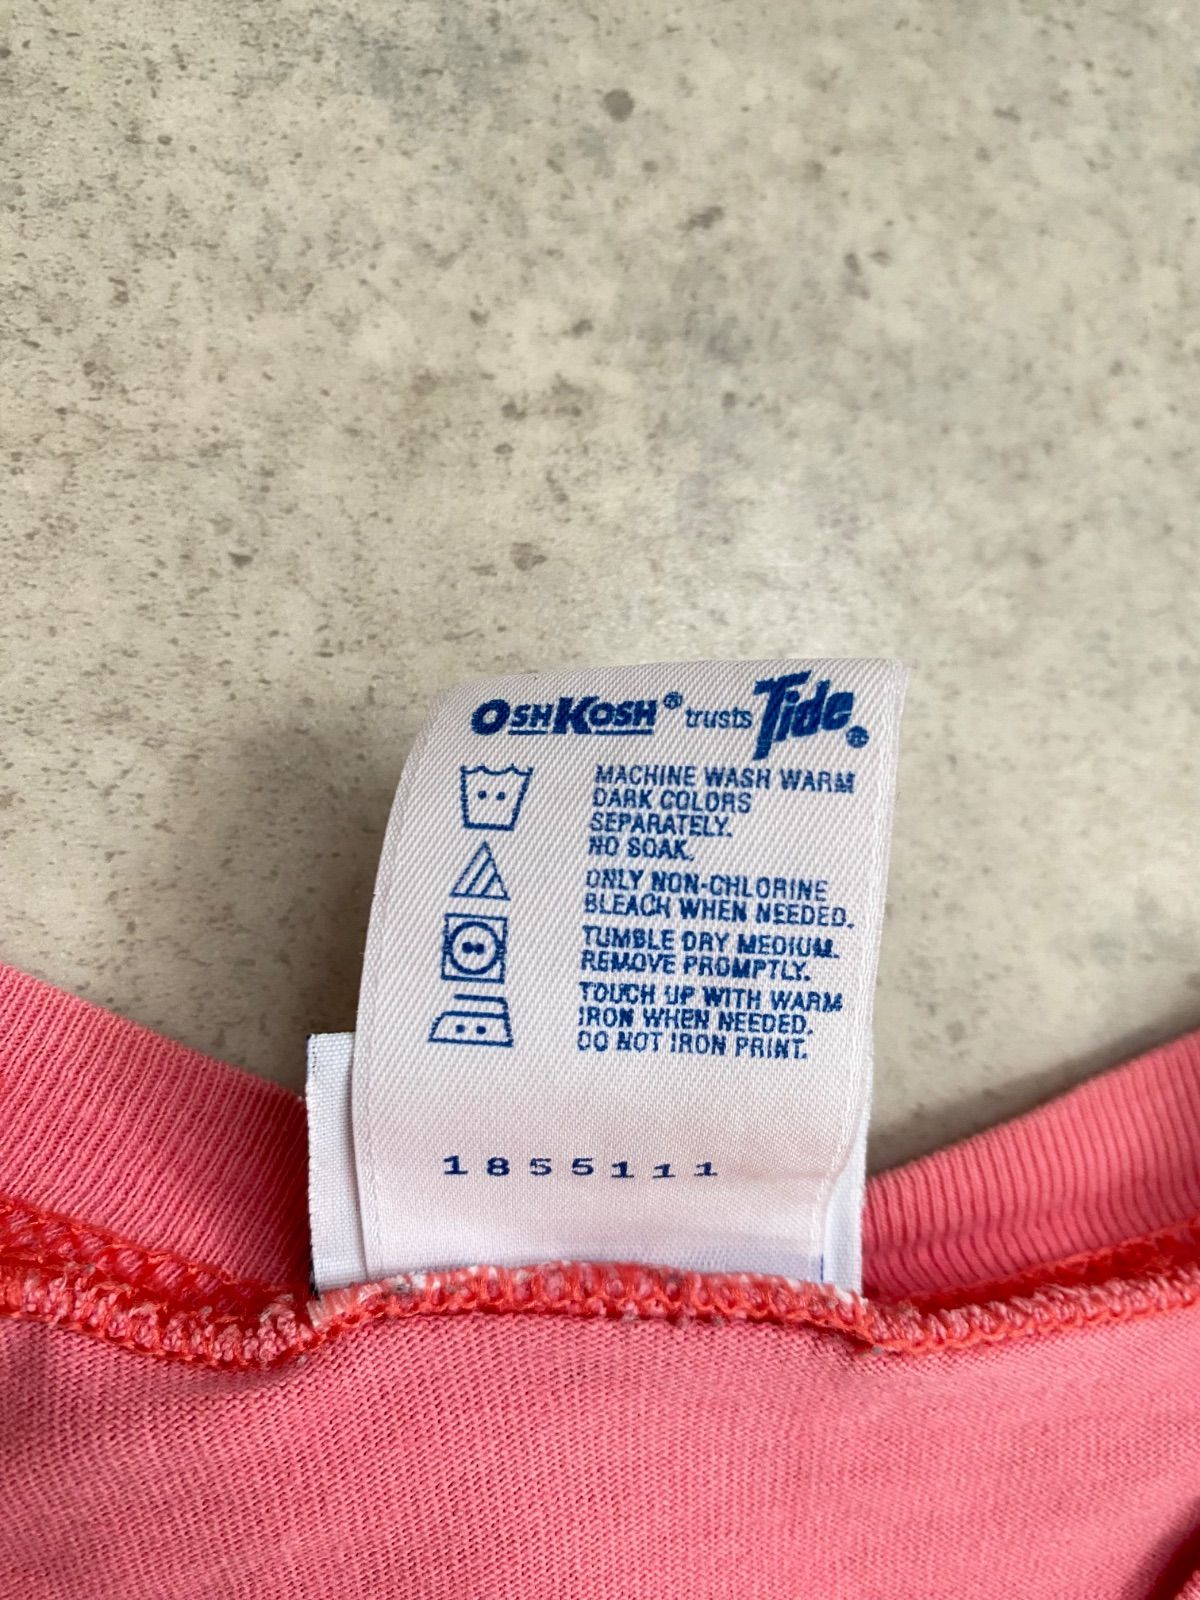 OSHKOSH® trusts Tide®
MACHINE WASH WARM
DARK COLORS
SEPARATELY.
NO SOAK.
ONLY NON-CHLORINE
BLEACH WHEN NEEDED.
TUMBLE DRY MEDIUM.
REMOVE PROMPTLY.
TOUCH UP WITH WARM
IRON WHEN NEEDED.
DO NOT IRON PRINT.
1855111